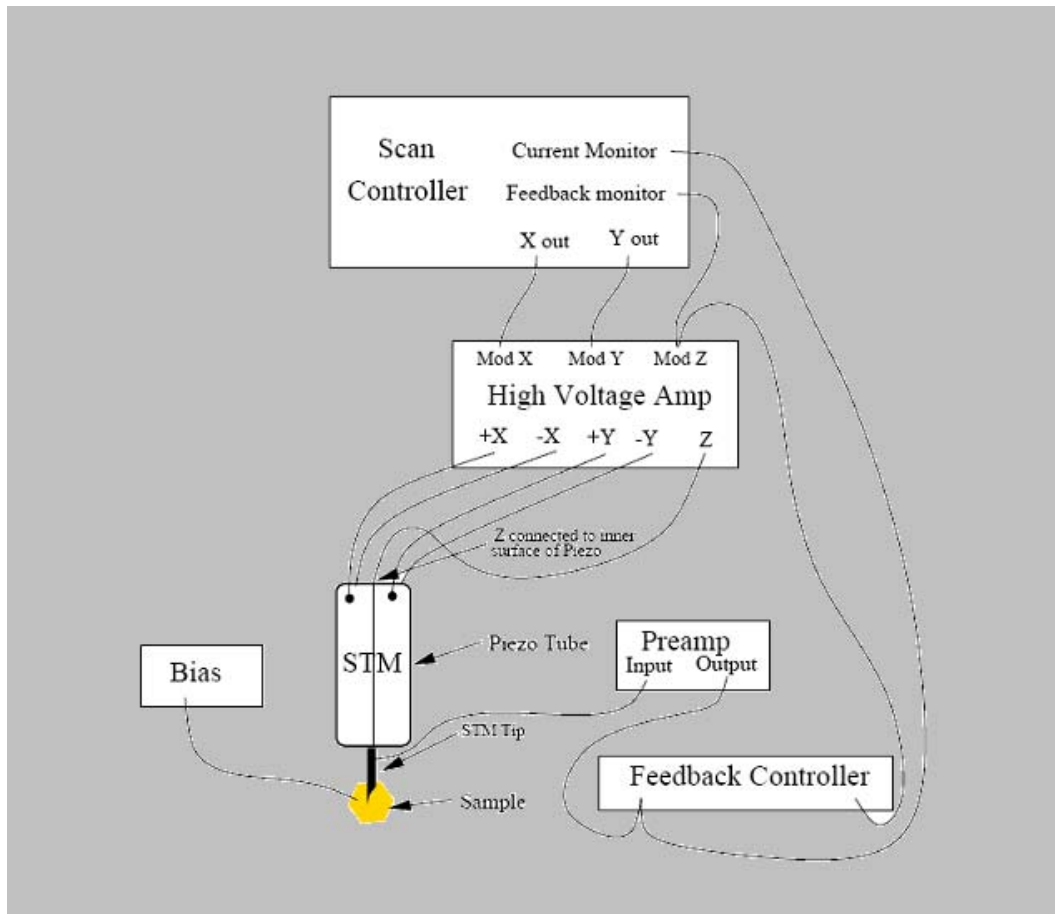 Scan
Controller
Current Monitor
Feedback monitor
X out
Y out
Mod X
Mod Y
Mod Z
High Voltage Amp
+X
-X
+Y
-Y
Z
Z connected to inner
surface of Piezo
STM
Piezo Tube
Preamp
Input
Output
Bias
STM Tip
Feedback Controller
Sample